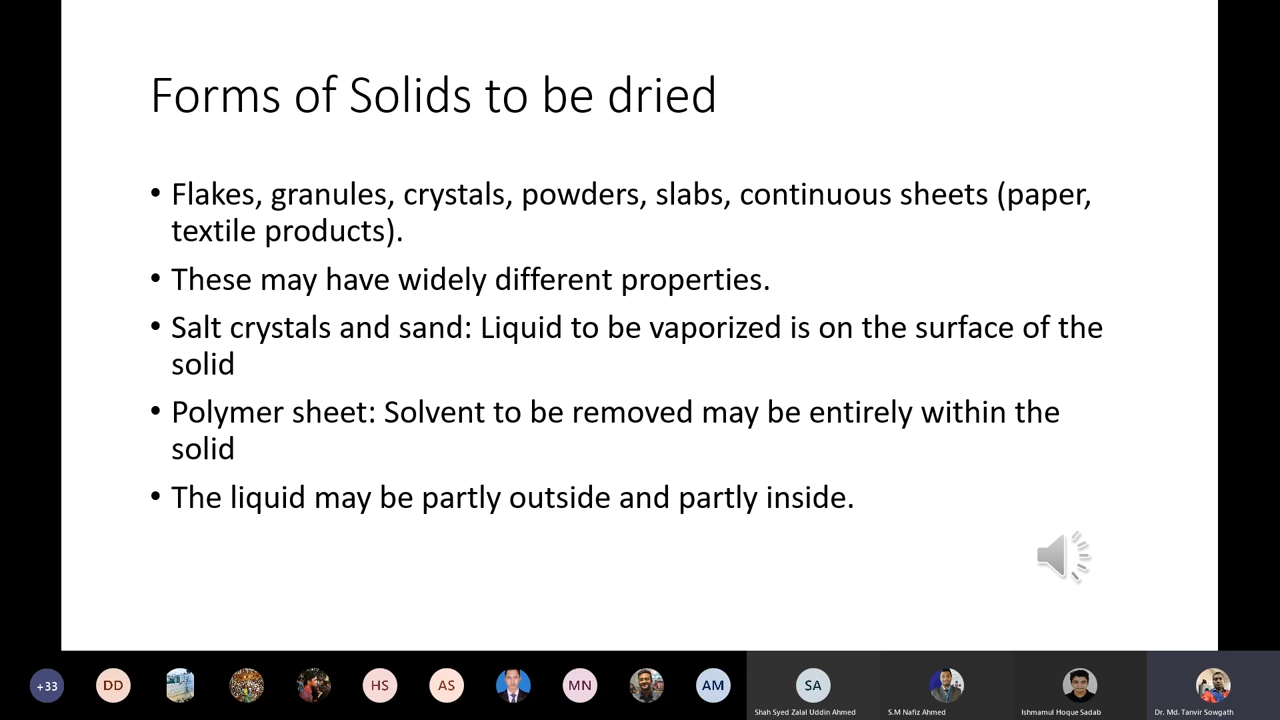 Forms of Solids to be dried
• Flakes, granules, crystals, powders, slabs, continuous sheets (paper,
textile products).
• These may have widely different properties.
• Salt crystals and sand: Liquid to be vaporized is on the surface of the
solid
• Polymer sheet: Solvent to be removed may be entirely within the
solid
• The liquid may be partly outside and partly inside.
+33 DD HS AS MN AM SA
Shah Syed Zalal Uddin Ahmed S.M Nafiz Ahmed Ishmamul Hoque Sadab Dr. Md. Tanvir Sowgath